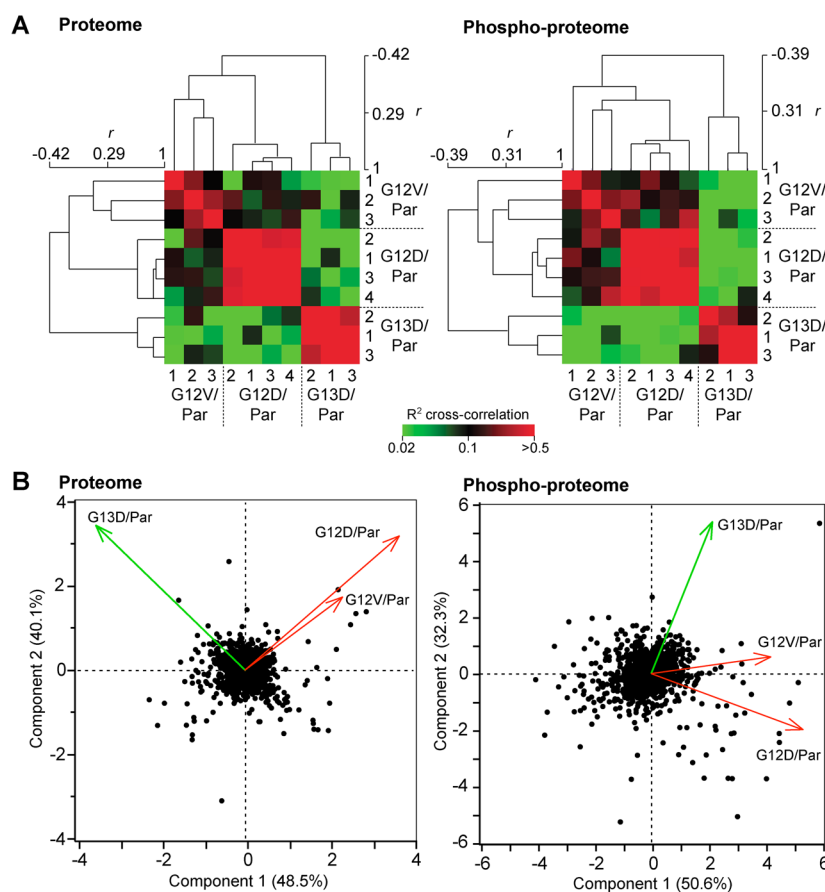 A
Proteome
Phospho-proteome
-0.42
0.29 r
1
-0.39
0.31 r
1
r
-0.42 0.29 1
r
-0.39 0.31 1
1
2
3
G12V/
Par
2
1
3
4
G12D/
Par
2
1
3
G13D/
Par
1
2
3
G12V/
Par
2
1
3
4
G12D/
Par
2
1
3
G13D/
Par
1 2 3 2 1 3 4 2 1 3
G12V/ G12D/ G13D/
Par Par Par
1 2 3 2 1 3 4 2 1 3
G12V/ G12D/ G13D/
Par Par Par
R² cross-correlation
0.02 0.1 >0.5
B
Proteome
Phospho-proteome
4
2
0
-2
-4
Component 2 (40.1%)
G13D/Par
G12D/Par
G12V/Par
-4 -2 0 2 4
Component 1 (48.5%)
6
4
2
0
-2
-4
-6
Component 2 (32.3%)
G13D/Par
G12V/Par
G12D/Par
-6 -4 -2 0 2 4 6
Component 1 (50.6%)